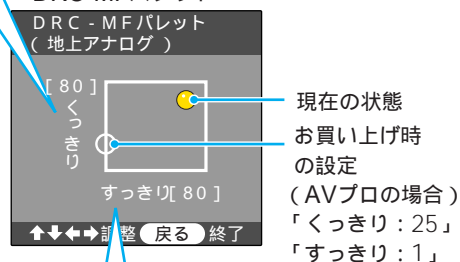 DRC-MFパレット
(地上アナログ)
[80]
くっきり
すっきり[80]
調整 戻る 終了
現在の状態
お買い上げ時
の設定
(AVプロの場合)
「くっきり:25」
「すっきり:1」